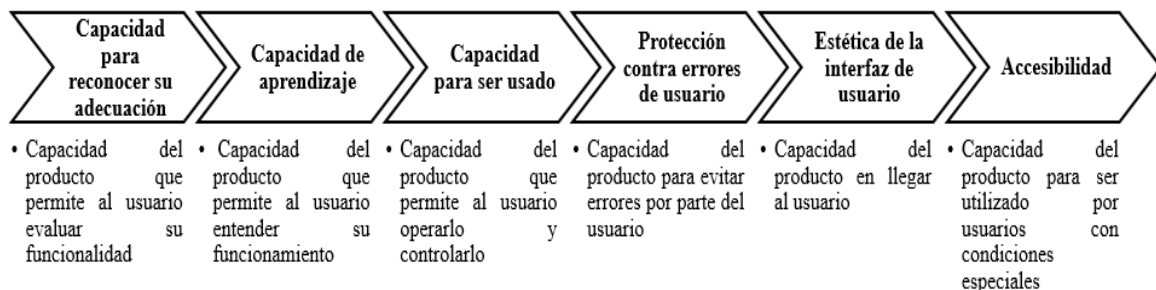 Capacidad
para
reconocer su
adecuación
Capacidad de
aprendizaje
Capacidad
para ser usado
Protección
contra errores
de usuario
Estética de la
interfaz de
usuario
Accesibilidad
• Capacidad del
producto que
permite al usuario
evaluar su
funcionalidad
• Capacidad del
producto que
permite al usuario
entender su
funcionamiento
• Capacidad del
producto que
permite al usuario
operarlo y
controlarlo
• Capacidad del
producto para evitar
errores por parte del
usuario
• Capacidad del
producto en llegar
al usuario
• Capacidad del
producto para ser
utilizado por
usuarios con
condiciones
especiales